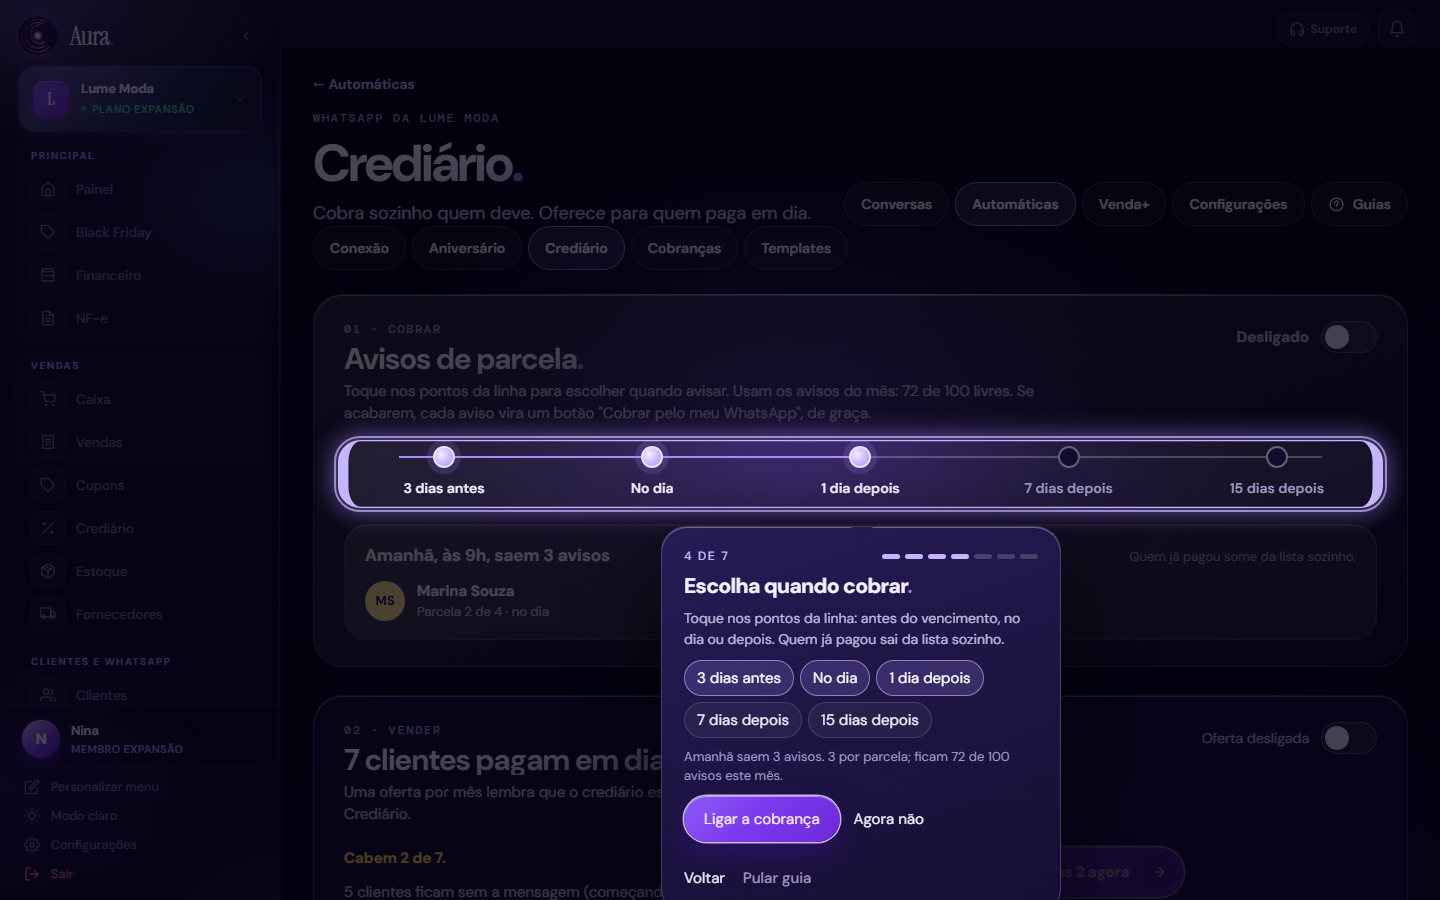 Aura.
Suporte
L
Lume Moda
PLANO EXPANSÃO
PRINCIPAL
Painel
Black Friday
Financeiro
NF-e
VENDAS
Caixa
Vendas
Cupons
Crediário
Estoque
Fornecedores
CLIENTES E WHATSAPP
Clientes
N
Nina
MEMBRO EXPANSÃO
Personalizar menu
Modo claro
Configurações
Sair
← Automáticas
WHATSAPP DA LUME MODA
Crediário.
Cobra sozinho quem deve. Oferece para quem paga em dia.
Conversas Automáticas Venda+ Configurações Guias
Conexão Aniversário Crediário Cobranças Templates
01 · COBRAR
Avisos de parcela.
Desligado
Toque nos pontos da linha para escolher quando avisar. Usam os avisos do mês: 72 de 100 livres. Se
acabarem, cada aviso vira um botão "Cobrar pelo meu WhatsApp", de graça.
3 dias antes No dia 1 dia depois 7 dias depois 15 dias depois
Amanhã, às 9h, saem 3 avisos
Quem já pagou some da lista sozinho.
MS
Marina Souza
Parcela 2 de 4 · no dia
4 DE 7
Escolha quando cobrar.
Toque nos pontos da linha: antes do vencimento, no
dia ou depois. Quem já pagou sai da lista sozinho.
3 dias antes No dia 1 dia depois
7 dias depois 15 dias depois
Amanhã saem 3 avisos. 3 por parcela; ficam 72 de 100
avisos este mês.
Ligar a cobrança Agora não
Voltar Pular guia
02 · VENDER
7 clientes pagam em dia
Oferta desligada
Uma oferta por mês lembra que o crediário
Crediário.
Cabem 2 de 7.
5 clientes ficam sem a mensagem (começand
2 agora